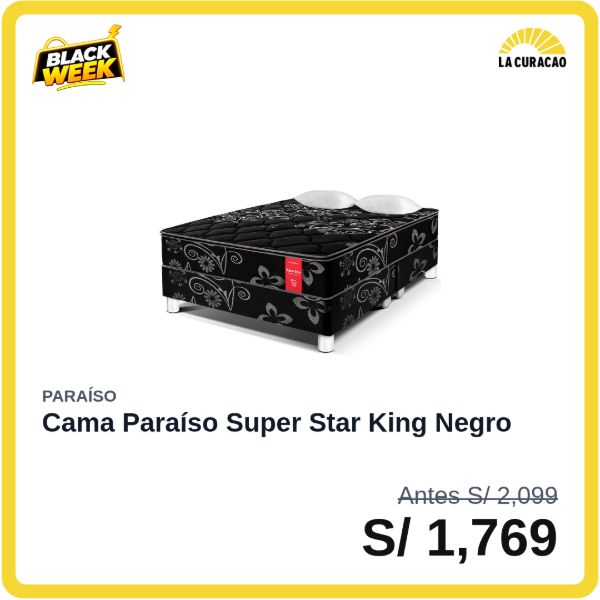 BLACK
WEEK
LA CURACAO
PARAÍSO
Cama Paraíso Super Star King Negro
Antes S/ 2,099
S/ 1,769